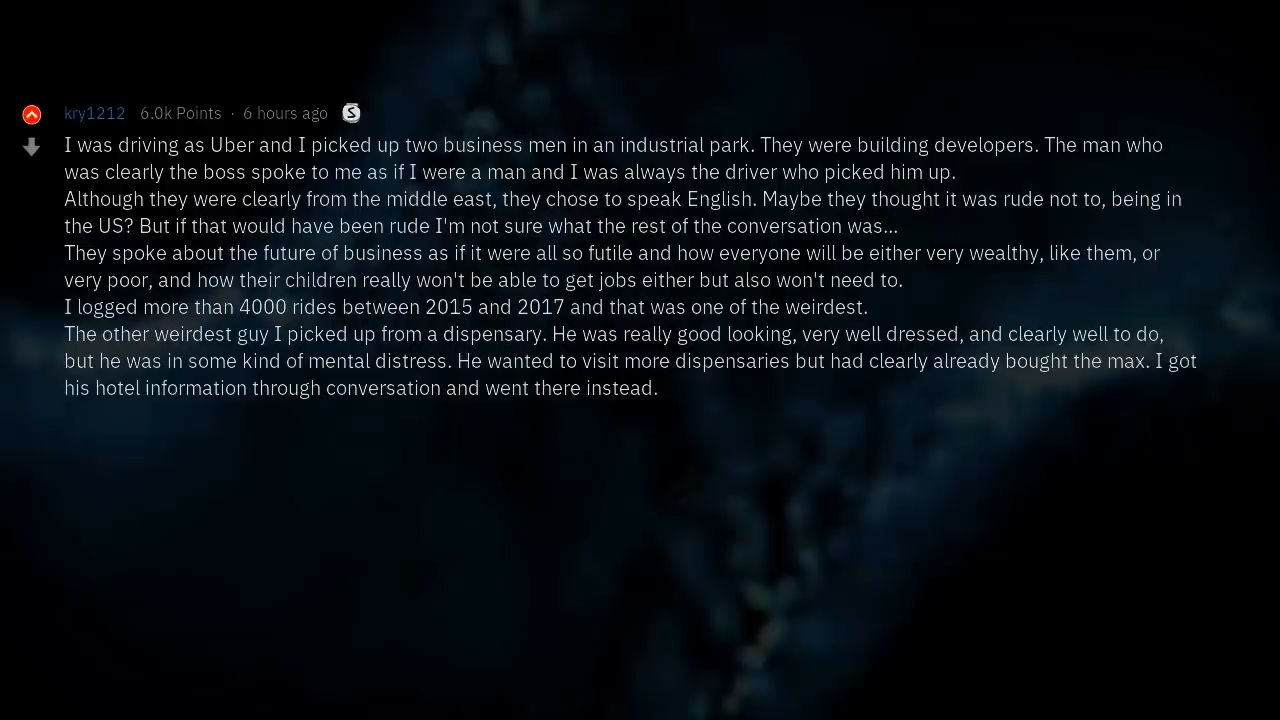 kry1212 6.0k Points · 6 hours ago S
I was driving as Uber and I picked up two business men in an industrial park. They were building developers. The man who
was clearly the boss spoke to me as if I were a man and I was always the driver who picked him up.
Although they were clearly from the middle east, they chose to speak English. Maybe they thought it was rude not to, being in
the US? But if that would have been rude I'm not sure what the rest of the conversation was...
They spoke about the future of business as if it were all so futile and how everyone will be either very wealthy, like them, or
very poor, and how their children really won't be able to get jobs either but also won't need to.
I logged more than 4000 rides between 2015 and 2017 and that was one of the weirdest.
The other weirdest guy I picked up from a dispensary. He was really good looking, very well dressed, and clearly well to do,
but he was in some kind of mental distress. He wanted to visit more dispensaries but had clearly already bought the max. I got
his hotel information through conversation and went there instead.